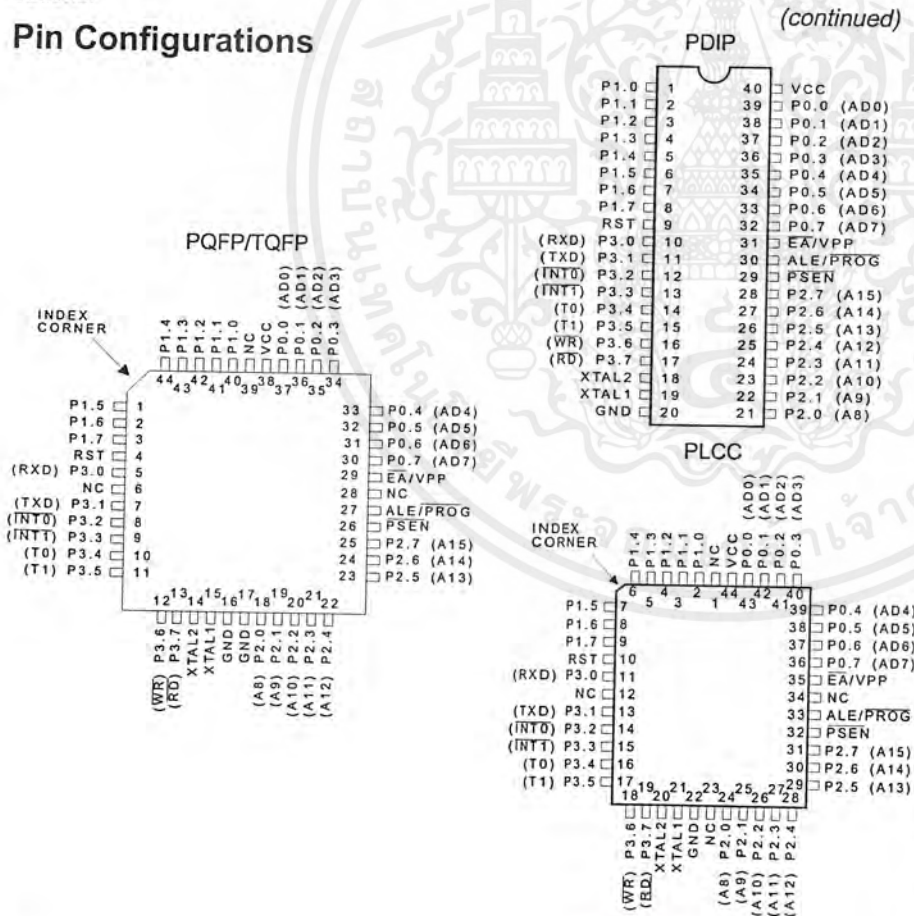 (continued)
Pin Configurations
PDIP
P1.0 1 40 VCC
P1.1 2 39 P0.0 (AD0)
P1.2 3 38 P0.1 (AD1)
P1.3 4 37 P0.2 (AD2)
P1.4 5 36 P0.3 (AD3)
P1.5 6 35 P0.4 (AD4)
P1.6 7 34 P0.5 (AD5)
P1.7 8 33 P0.6 (AD6)
RST 9 32 P0.7 (AD7)
(RXD) P3.0 10 31 EA/VPP
(TXD) P3.1 11 30 ALE/PROG
(INT0) P3.2 12 29 PSEN
(INT1) P3.3 13 28 P2.7 (A15)
(T0) P3.4 14 27 P2.6 (A14)
(T1) P3.5 15 26 P2.5 (A13)
(WR) P3.6 16 25 P2.4 (A12)
(RD) P3.7 17 24 P2.3 (A11)
XTAL2 18 23 P2.2 (A10)
XTAL1 19 22 P2.1 (A9)
GND 20 21 P2.0 (A8)
PQFP/TQFP
INDEX
CORNER
P1.4 P1.3 P1.2 P1.1 P1.0 NC VCC P0.0 (AD0) P0.1 (AD1) P0.2 (AD2) P0.3 (AD3)
44 43 42 41 40 39 38 37 36 35 34
P1.5 1 33 P0.4 (AD4)
P1.6 2 32 P0.5 (AD5)
P1.7 3 31 P0.6 (AD6)
RST 4 30 P0.7 (AD7)
(RXD) P3.0 5 29 EA/VPP
NC 6 28 NC
(TXD) P3.1 7 27 ALE/PROG
(INT0) P3.2 8 26 PSEN
(INT1) P3.3 9 25 P2.7 (A15)
(T0) P3.4 10 24 P2.6 (A14)
(T1) P3.5 11 23 P2.5 (A13)
12 13 14 15 16 17 18 19 20 21 22
(WR) P3.6 (RD) P3.7 XTAL2 XTAL1 GND GND (A8) P2.0 (A9) P2.1 (A10) P2.2 (A11) P2.3 (A12) P2.4
PLCC
INDEX
CORNER
P1.4 P1.3 P1.2 P1.1 P1.0 NC VCC P0.0 (AD0) P0.1 (AD1) P0.2 (AD2) P0.3 (AD3)
6 5 4 3 2 1 44 43 42 41 40
P1.5 7 39 P0.4 (AD4)
P1.6 8 38 P0.5 (AD5)
P1.7 9 37 P0.6 (AD6)
RST 10 36 P0.7 (AD7)
(RXD) P3.0 11 35 EA/VPP
NC 12 34 NC
(TXD) P3.1 13 33 ALE/PROG
(INT0) P3.2 14 32 PSEN
(INT1) P3.3 15 31 P2.7 (A15)
(T0) P3.4 16 30 P2.6 (A14)
(T1) P3.5 17 29 P2.5 (A13)
18 19 20 21 22 23 24 25 26 27 28
(WR) P3.6 (RD) P3.7 XTAL2 XTAL1 GND NC (A8) P2.0 (A9) P2.1 (A10) P2.2 (A11) P2.3 (A12) P2.4